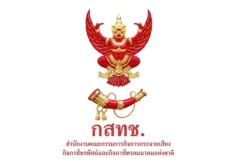 กสทช.
สำนักงานคณะกรรมการกิจการกระจายเสียง
กิจการโทรทัศน์และกิจการโทรคมนาคมแห่งชาติ